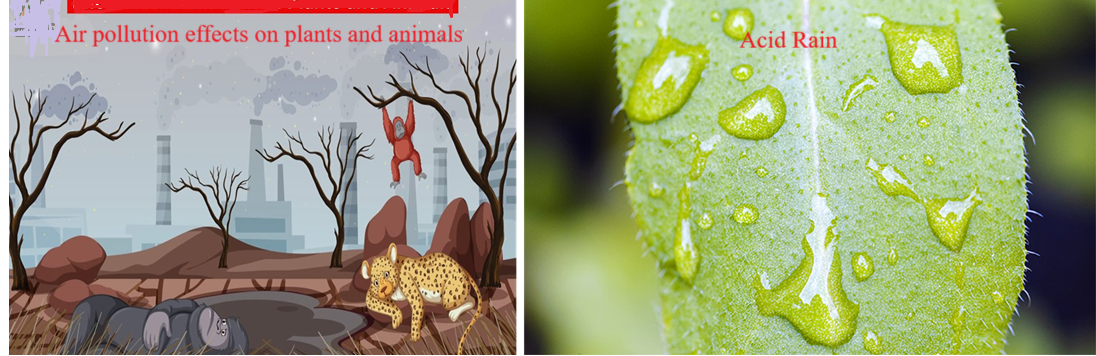 Air pollution effects on plants and animals
Acid Rain